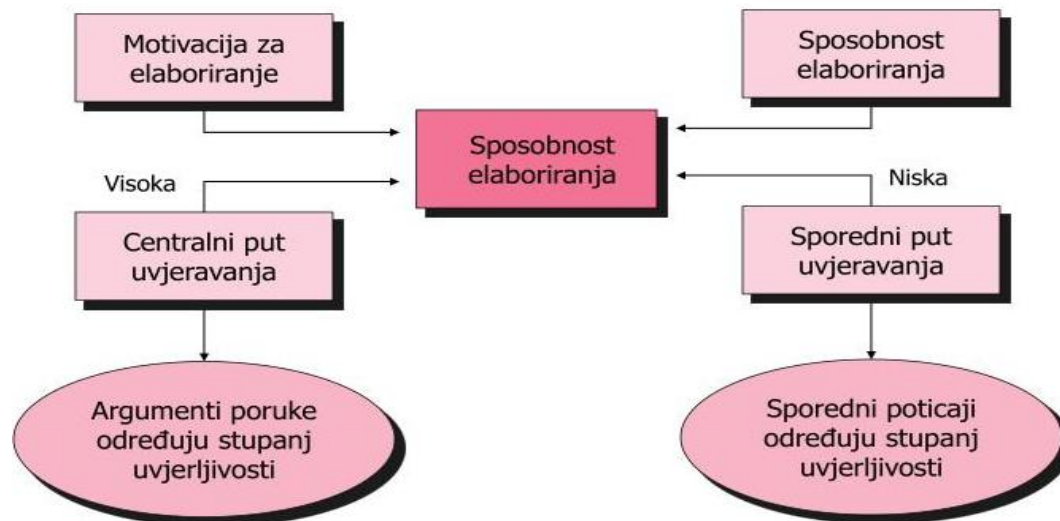 Motivacija za
elaboriranje
Sposobnost
elaboriranja
Sposobnost
elaboriranja
Visoka
Niska
Centralni put
uvjeravanja
Sporedni put
uvjeravanja
Argumenti poruke
određuju stupanj
uvjerljivosti
Sporedni poticaji
određuju stupanj
uvjerljivosti